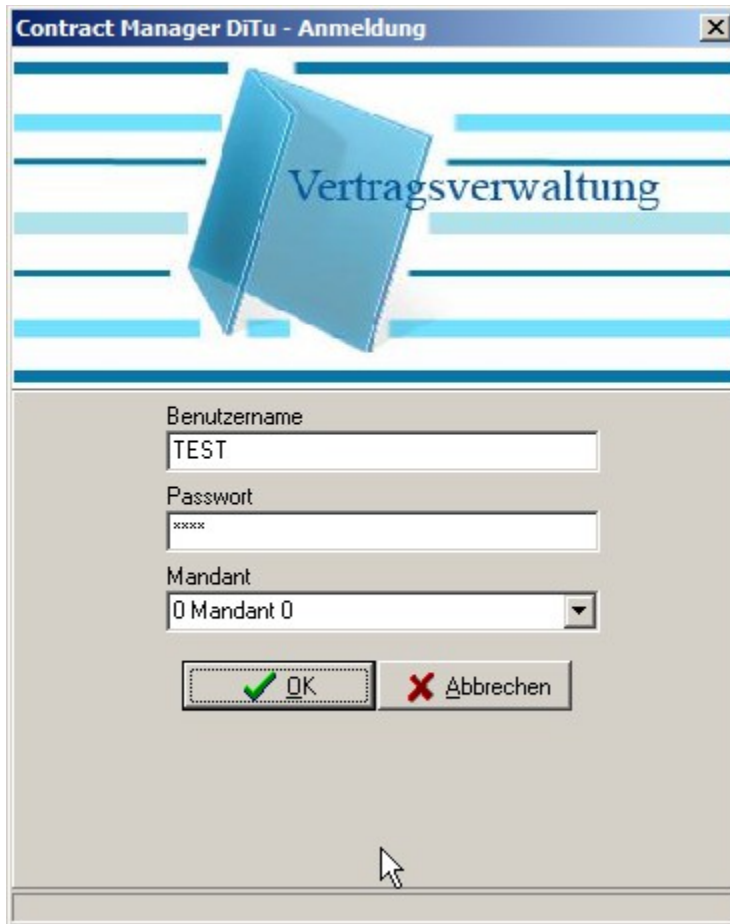 Contract Manager DiTu - Anmeldung
Vertragsverwaltung
Benutzername
TEST
Passwort
****
Mandant
0 Mandant 0
OK
Abbrechen